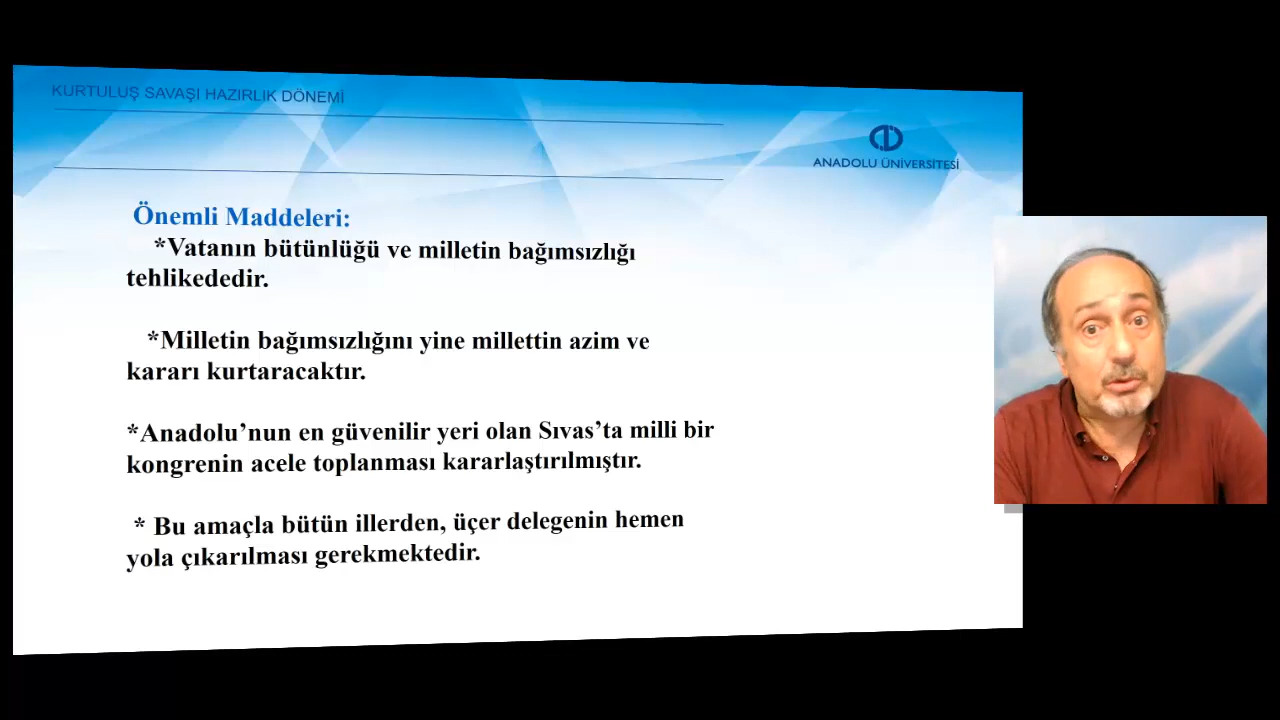 KURTULUŞ SAVAŞI HAZIRLIK DÖNEMİ
ANADOLU ÜNİVERSİTESİ
Önemli Maddeleri:
*Vatanın bütünlüğü ve milletin bağımsızlığı
tehlikededir.
*Milletin bağımsızlığını yine millettin azim ve
kararı kurtaracaktır.
*Anadolu’nun en güvenilir yeri olan Sıvas’ta milli bir
kongrenin acele toplanması kararlaştırılmıştır.
* Bu amaçla bütün illerden, üçer delegenin hemen
yola çıkarılması gerekmektedir.